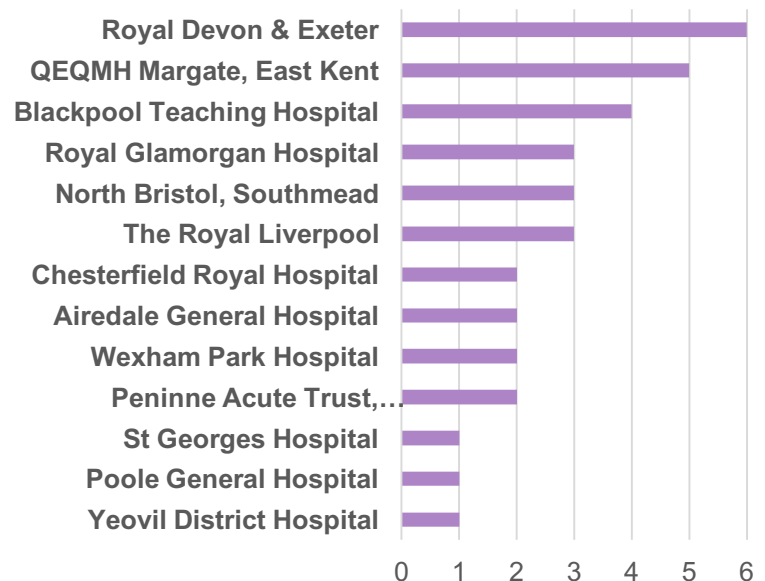 Royal Devon & Exeter
QEQMH Margate, East Kent
Blackpool Teaching Hospital
Royal Glamorgan Hospital
North Bristol, Southmead
The Royal Liverpool
Chesterfield Royal Hospital
Airedale General Hospital
Wexham Park Hospital
Peninne Acute Trust,…
St Georges Hospital
Poole General Hospital
Yeovil District Hospital
0 1 2 3 4 5 6